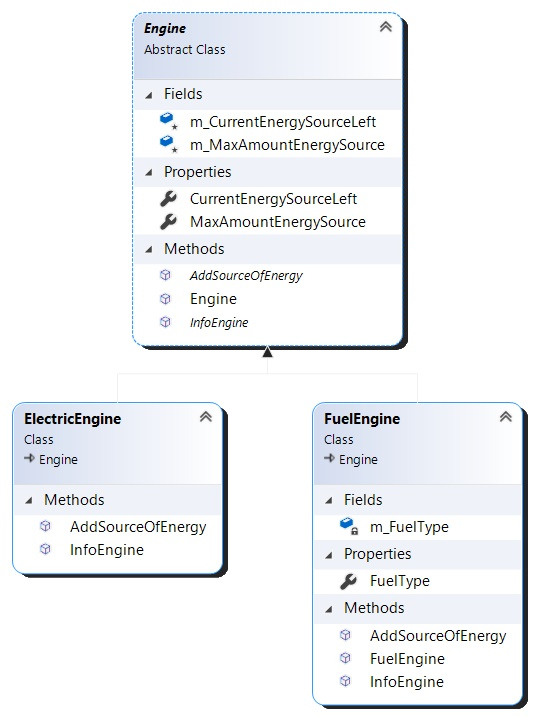 Engine
Abstract Class
Fields
m_CurrentEnergySourceLeft
m_MaxAmountEnergySource
Properties
CurrentEnergySourceLeft
MaxAmountEnergySource
Methods
AddSourceOfEnergy
Engine
InfoEngine
ElectricEngine
Class
Engine
Methods
AddSourceOfEnergy
InfoEngine
FuelEngine
Class
Engine
Fields
m_FuelType
Properties
FuelType
Methods
AddSourceOfEnergy
FuelEngine
InfoEngine